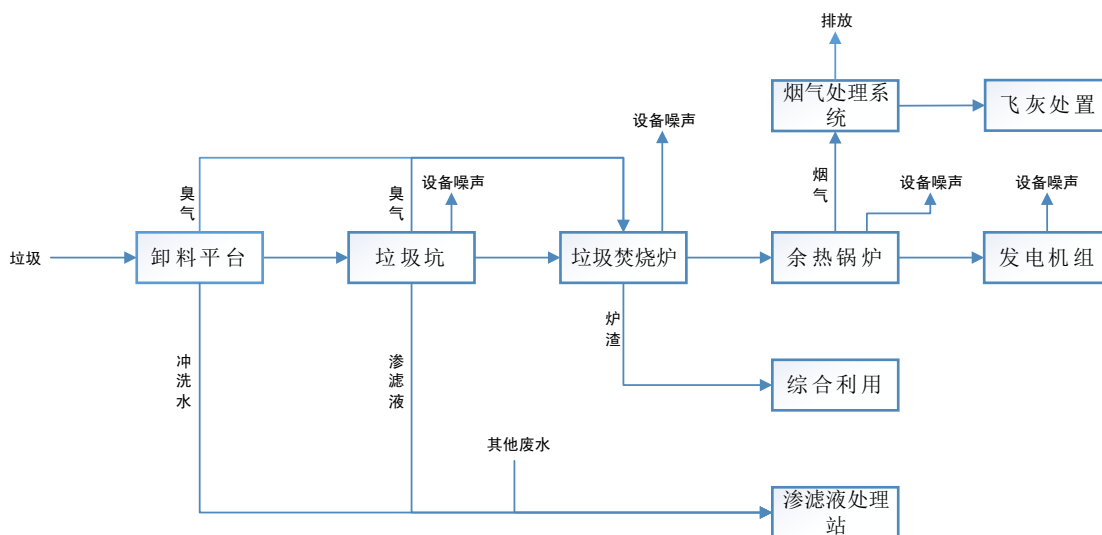 排放
烟气处理系
统
飞灰处置
设备噪声
烟
气
设备噪声
设备噪声
臭
气
臭
气
设备噪声
垃圾
卸料平台
垃圾坑
垃圾焚烧炉
余热锅炉
发电机组
炉
渣
冲
洗
水
渗
滤
液
综合利用
其他废水
渗滤液处理
站